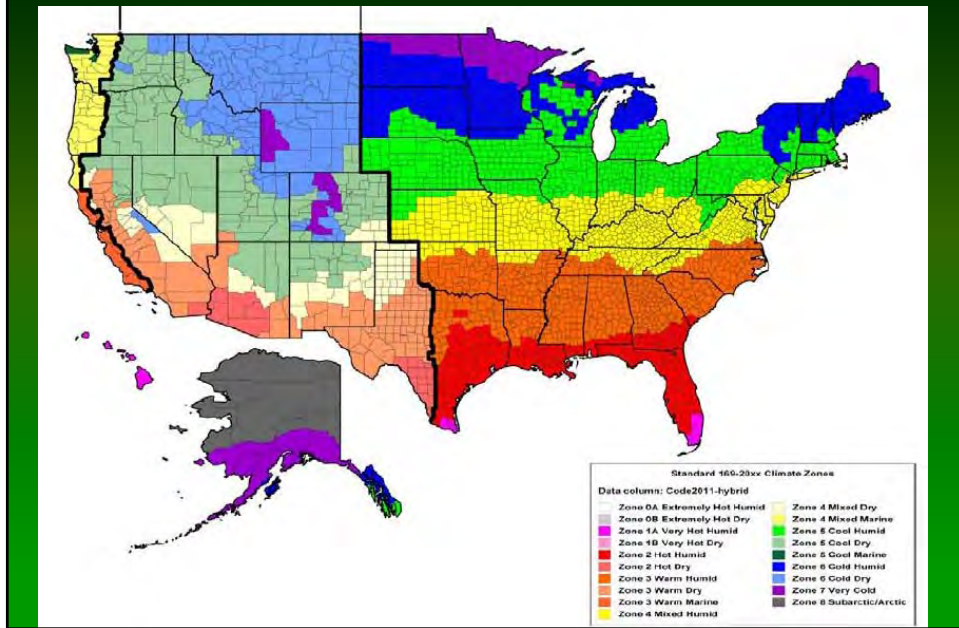 Standard 169-20xx Climate Zones
Data column: Code2011-hybrid
Zone 0A Extremely Hot Humid
Zone 0B Extremely Hot Dry
Zone 1A Very Hot Humid
Zone 1B Very Hot Dry
Zone 2 Hot Humid
Zone 2 Hot Dry
Zone 3 Warm Humid
Zone 3 Warm Dry
Zone 3 Warm Marine
Zone 4 Mixed Humid
Zone 4 Mixed Dry
Zone 4 Mixed Marine
Zone 5 Cool Humid
Zone 5 Cool Dry
Zone 5 Cool Marine
Zone 6 Cold Humid
Zone 6 Cold Dry
Zone 7 Very Cold
Zone 8 Subarctic/Arctic